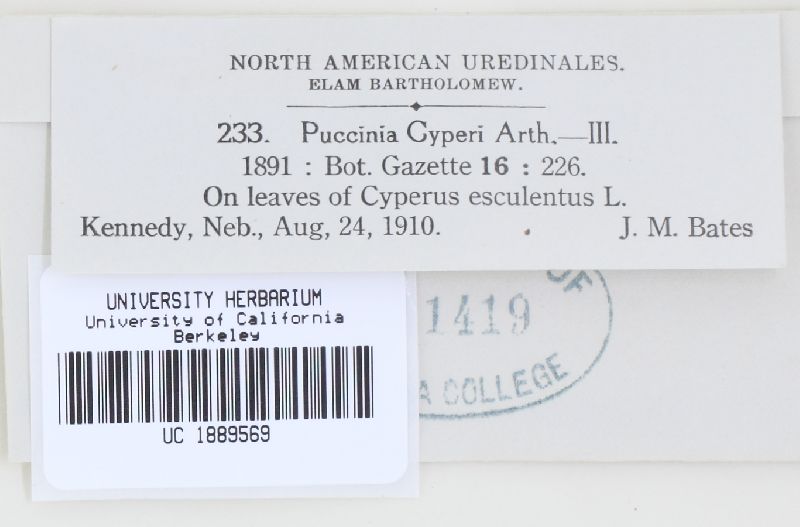 NORTH AMERICAN UREDINALES.
ELAM BARTHOLOMEW.
233. Puccinia Cyperi Arth.—III.
1891 : Bot. Gazette 16 : 226.
On leaves of Cyperus esculentus L.
Kennedy, Neb., Aug, 24, 1910. J. M. Bates
OF
1419
A COLLEGE
UNIVERSITY HERBARIUM
University of California
Berkeley
UC 1889569